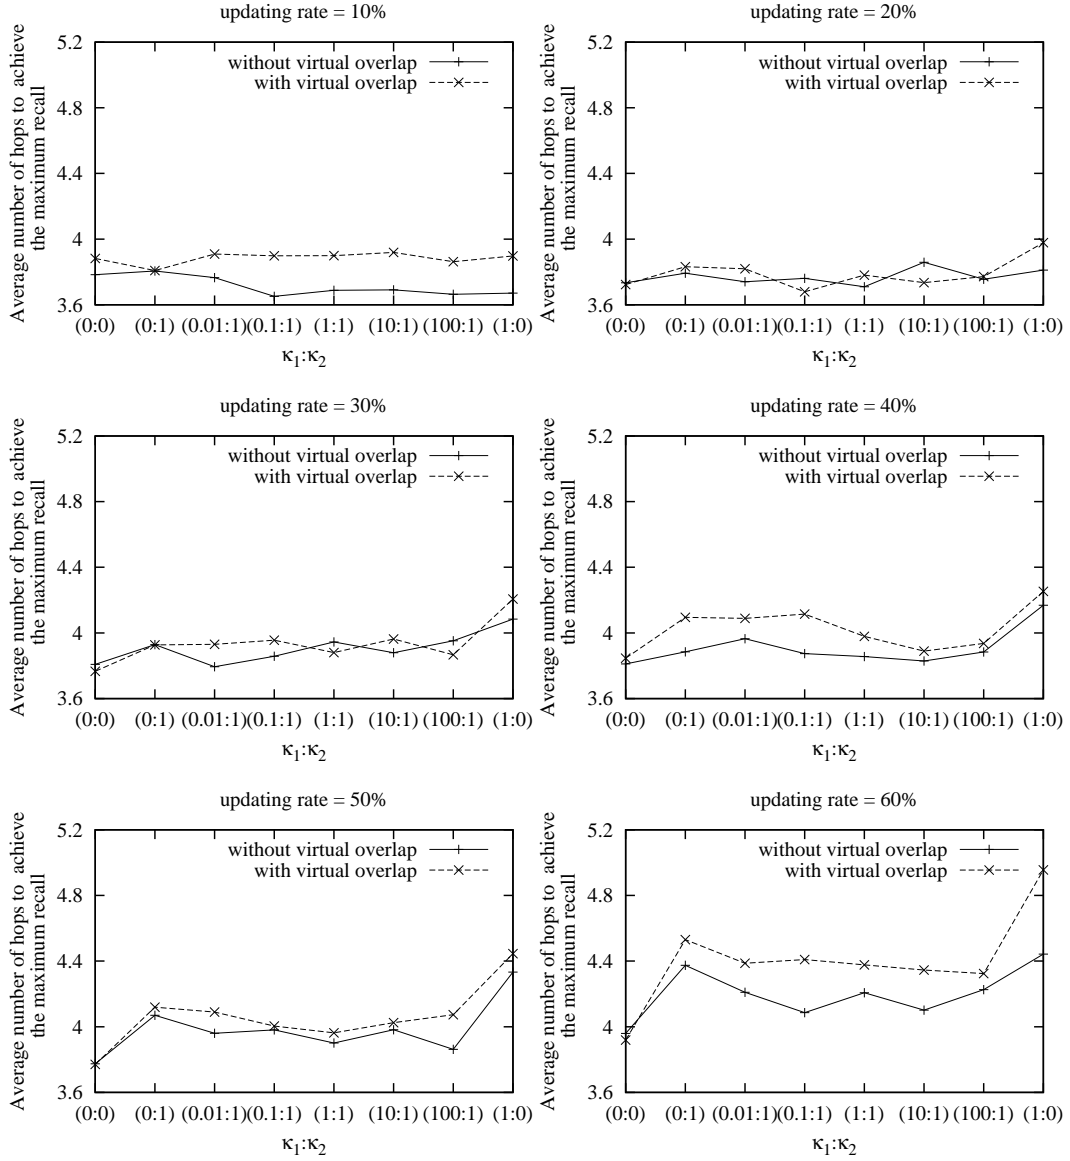 updating rate = 10%
Average number of hops to achieve
the maximum recall
5.2
4.8
4.4
4
3.6
without virtual overlap
with virtual overlap
(0:0) (0:1) (0.01:1)(0.1:1) (1:1) (10:1) (100:1) (1:0)
κ1:κ2
updating rate = 20%
Average number of hops to achieve
the maximum recall
5.2
4.8
4.4
4
3.6
without virtual overlap
with virtual overlap
(0:0) (0:1) (0.01:1)(0.1:1) (1:1) (10:1) (100:1) (1:0)
κ1:κ2
updating rate = 30%
Average number of hops to achieve
the maximum recall
5.2
4.8
4.4
4
3.6
without virtual overlap
with virtual overlap
(0:0) (0:1) (0.01:1)(0.1:1) (1:1) (10:1) (100:1) (1:0)
κ1:κ2
updating rate = 40%
Average number of hops to achieve
the maximum recall
5.2
4.8
4.4
4
3.6
without virtual overlap
with virtual overlap
(0:0) (0:1) (0.01:1)(0.1:1) (1:1) (10:1) (100:1) (1:0)
κ1:κ2
updating rate = 50%
Average number of hops to achieve
the maximum recall
5.2
4.8
4.4
4
3.6
without virtual overlap
with virtual overlap
(0:0) (0:1) (0.01:1)(0.1:1) (1:1) (10:1) (100:1) (1:0)
κ1:κ2
updating rate = 60%
Average number of hops to achieve
the maximum recall
5.2
4.8
4.4
4
3.6
without virtual overlap
with virtual overlap
(0:0) (0:1) (0.01:1)(0.1:1) (1:1) (10:1) (100:1) (1:0)
κ1:κ2